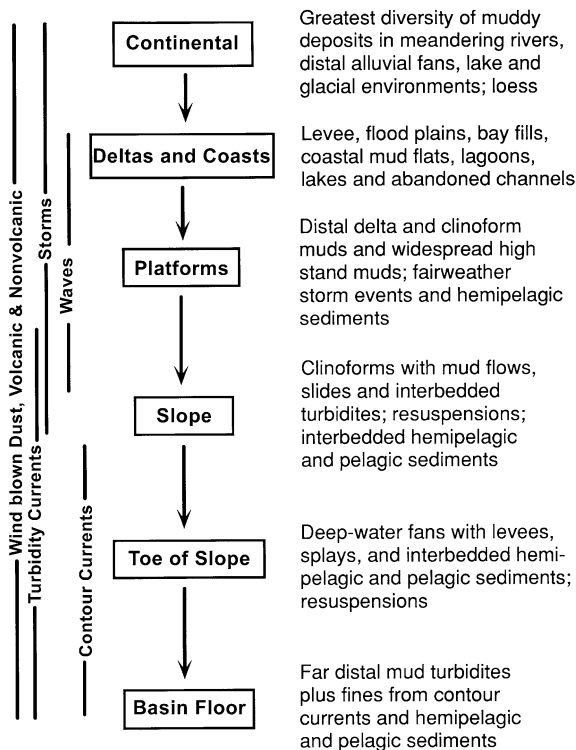 Continental
Greatest diversity of muddy
deposits in meandering rivers,
distal alluvial fans, lake and
glacial environments; loess
Deltas and Coasts
Levee, flood plains, bay fills,
coastal mud flats, lagoons,
lakes and abandoned channels
Platforms
Distal delta and clinoform
muds and widespread high
stand muds; fairweather
storm events and hemipelagic
sediments
Slope
Clinoforms with mud flows,
slides and interbedded
turbidites; resuspensions;
interbedded hemipelagic
and pelagic sediments
Toe of Slope
Deep-water fans with levees,
splays, and interbedded hemi-
pelagic and pelagic sediments;
resuspensions
Basin Floor
Far distal mud turbidites
plus fines from contour
currents and hemipelagic
and pelagic sediments
Wind blown Dust, Volcanic & Nonvolcanic
Turbidity Currents
Storms
Waves
Contour Currents